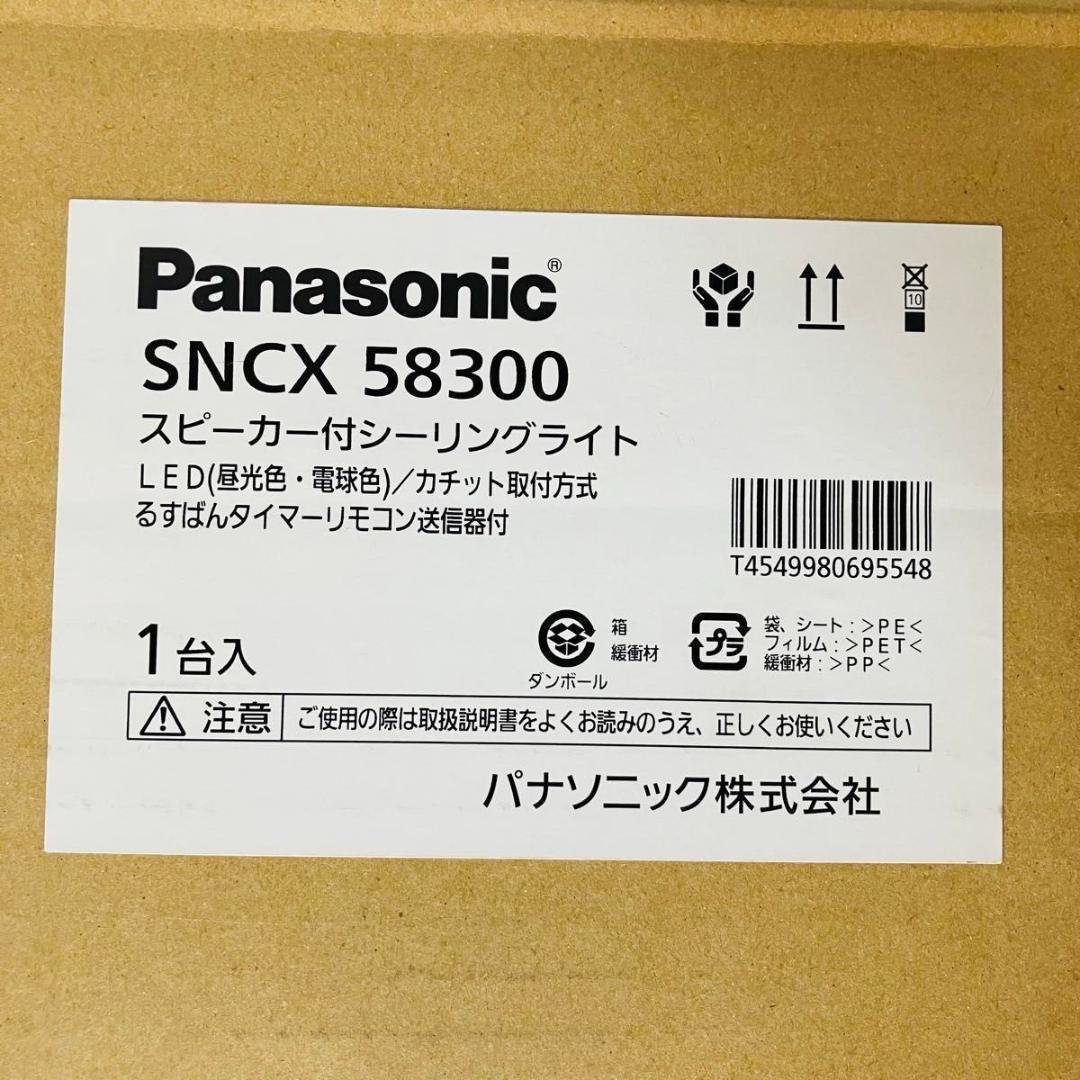 Panasonic®
SNCX 58300
スピーカー付シーリングライト
LED(昼光色・電球色)/カチット取付方式
るすばんタイマーリモコン送信器付
10
T4549980695548
1台入
箱
緩衝材
ダンボール
プラ
袋、シート:>PE<
フィルム:>PET<
緩衝材:>PP<
注意
ご使用の際は取扱説明書をよくお読みのうえ、正しくお使いください
パナソニック株式会社